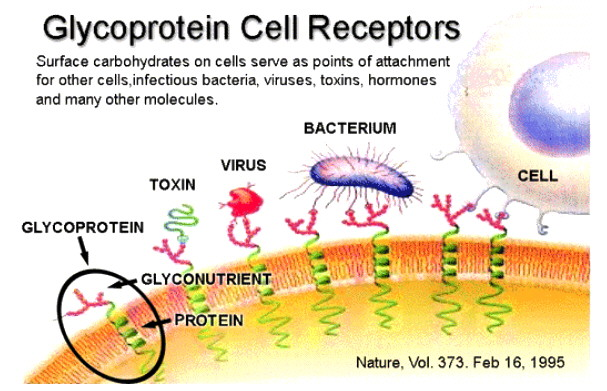 Glycoprotein Cell Receptors
Surface carbohydrates on cells serve as points of attachment
for other cells,infectious bacteria, viruses, toxins, hormones
and many other molecules.
BACTERIUM
VIRUS
CELL
TOXIN
GLYCOPROTEIN
GLYCONUTRIENT
PROTEIN
Nature, Vol. 373. Feb 16, 1995